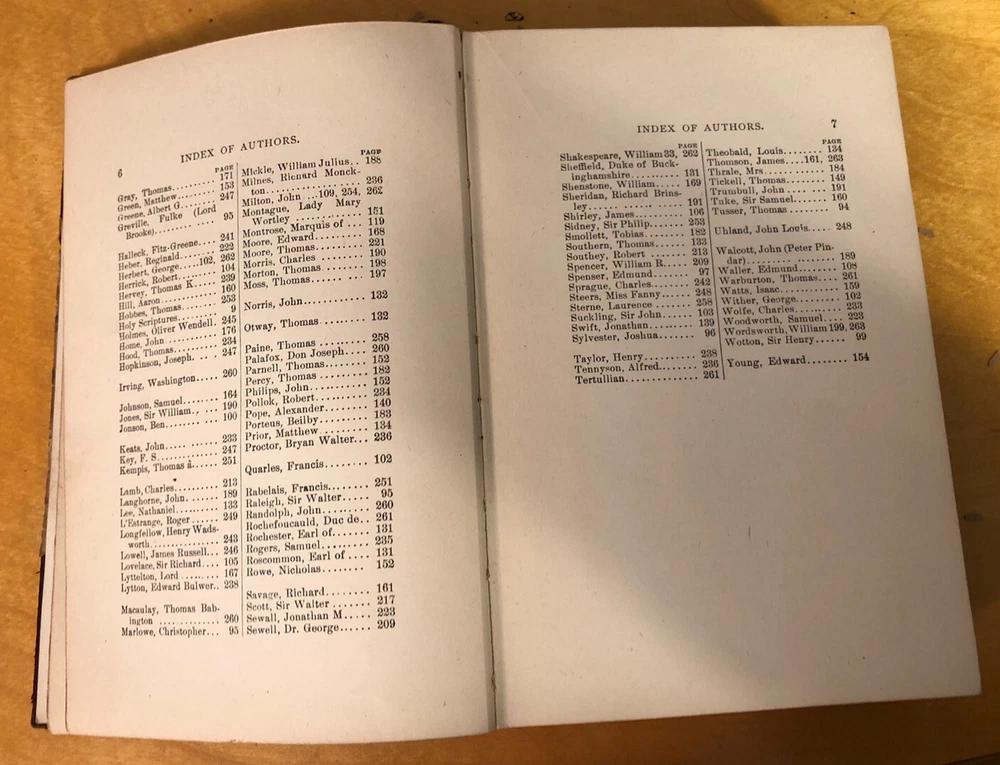 6
INDEX OF AUTHORS.
PAGE
Gray, Thomas......... 171
Green, Matthew........ 153
Greene, Albert G....... 247
Greville, Fulke (Lord
Brooke)......... 95
Halleck, Fitz-Greene.... 241
Heber, Reginald ...... 222
Herbert, George....102, 262
Herrick, Robert........ 104
Hervey, Thomas K..... 239
Hill, Aaron ......... 160
Hobbes, Thomas....... 253
Holy Scriptures........ 9
Holmes, Oliver Wendell. 245
Home, John ......... 176
Hood, Thomas........ 234
Hopkinson, Joseph.... 247
Irving, Washington..... 260
Johnson, Samuel....... 164
Jones, Sir William..... 190
Jonson, Ben ........ 100
Keats, John.......... 233
Key, F. S............ 247
Kempis, Thomas à...... 251
Lamb, Charles......... 213
Langhorne, John....... 189
Lee, Nathaniel........ 133
L'Estrange, Roger ...... 249
Longfellow, Henry Wads-
worth.............. 243
Lowell, James Russell... 246
Lovelace, Sir Richard.... 105
Lyttelton, Lord ........ 167
Lytton, Edward Bulwer.. 238
Macaulay, Thomas Bab-
ington ............ 260
Marlowe, Christopher... 95
PAGE
Mickle, William Julius.. 188
Milnes, Richard Monck-
ton............... 236
Milton, John ..109, 254, 262
Montague, Lady Mary
Wortley ......... 151
Montrose, Marquis of ... 119
Moore, Edward........ 168
Moore, Thomas........ 221
Morris, Charles ....... 190
Morton, Thomas ...... 198
Moss, Thomas ........ 197
Norris, John........... 132
Otway, Thomas ....... 132
Paine, Thomas ........ 258
Palafox, Don Joseph.... 260
Parnell, Thomas....... 152
Percy, Thomas ........ 182
Philips, John.......... 152
Pollok, Robert ........ 234
Pope, Alexander....... 140
Porteus, Beilby........ 183
Prior, Matthew........ 134
Proctor, Bryan Walter... 236
Quarles, Francis........ 102
Rabelais, Francis....... 251
Raleigh, Sir Walter..... 95
Randolph, John........ 260
Rochefoucauld, Duc de.. 261
Rochester, Earl of...... 131
Rogers, Samuel........ 235
Roscommon, Earl of .... 131
Rowe, Nicholas ........ 152
Savage, Richard........ 161
Scott, Sir Walter ....... 217
Sewall, Jonathan M..... 223
Sewell, Dr. George...... 209
INDEX OF AUTHORS.
7
PAGE
Shakespeare, William 33, 262
Sheffield, Duke of Buck-
inghamshire......... 131
Shenstone, William..... 169
Sheridan, Richard Brins-
ley................. 191
Shirley, James ........ 106
Sidney, Sir Philip....... 253
Smollett, Tobias........ 182
Southern, Thomas...... 133
Southey, Robert ....... 213
Spencer, William R..... 209
Spenser, Edmund....... 97
Sprague, Charles....... 242
Steers, Miss Fanny..... 248
Sterne, Laurence ....... 258
Suckling, Sir John...... 103
Swift, Jonathan........ 139
Sylvester, Joshua....... 96
Taylor, Henry.......... 238
Tennyson, Alfred....... 236
Tertullian............. 261
PAGE
Theobald, Louis........ 134
Thomson, James....161, 263
Thrale, Mrs ........... 184
Tickell, Thomas........ 149
Trumbull, John ........ 191
Tuke, Sir Samuel....... 160
Tusser, Thomas ....... 94
Uhland, John Louis..... 248
Walcott, John (Peter Pin-
dar)............... 189
Waller, Edmund........ 108
Warburton, Thomas..... 261
Watts, Isaac.......... 159
Wither, George........ 102
Wolfe, Charles........ 233
Woodworth, Samuel.... 223
Wordsworth, William 199, 263
Wotton, Sir Henry..... 99
Young, Edward........ 154